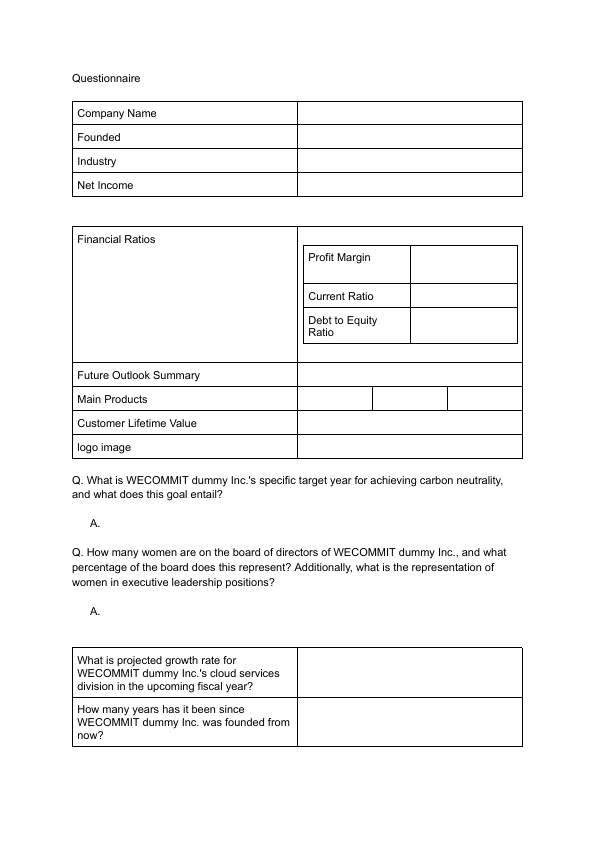 Questionnaire
Company Name
Founded
Industry
Net Income
Financial Ratios
Profit Margin
Current Ratio
Debt to Equity
Ratio
Future Outlook Summary
Main Products
Customer Lifetime Value
logo image
Q. What is WECOMMIT dummy Inc.'s specific target year for achieving carbon neutrality,
and what does this goal entail?
A.
Q. How many women are on the board of directors of WECOMMIT dummy Inc., and what
percentage of the board does this represent? Additionally, what is the representation of
women in executive leadership positions?
A.
What is projected growth rate for
WECOMMIT dummy Inc.'s cloud services
division in the upcoming fiscal year?
How many years has it been since
WECOMMIT dummy Inc. was founded from
now?